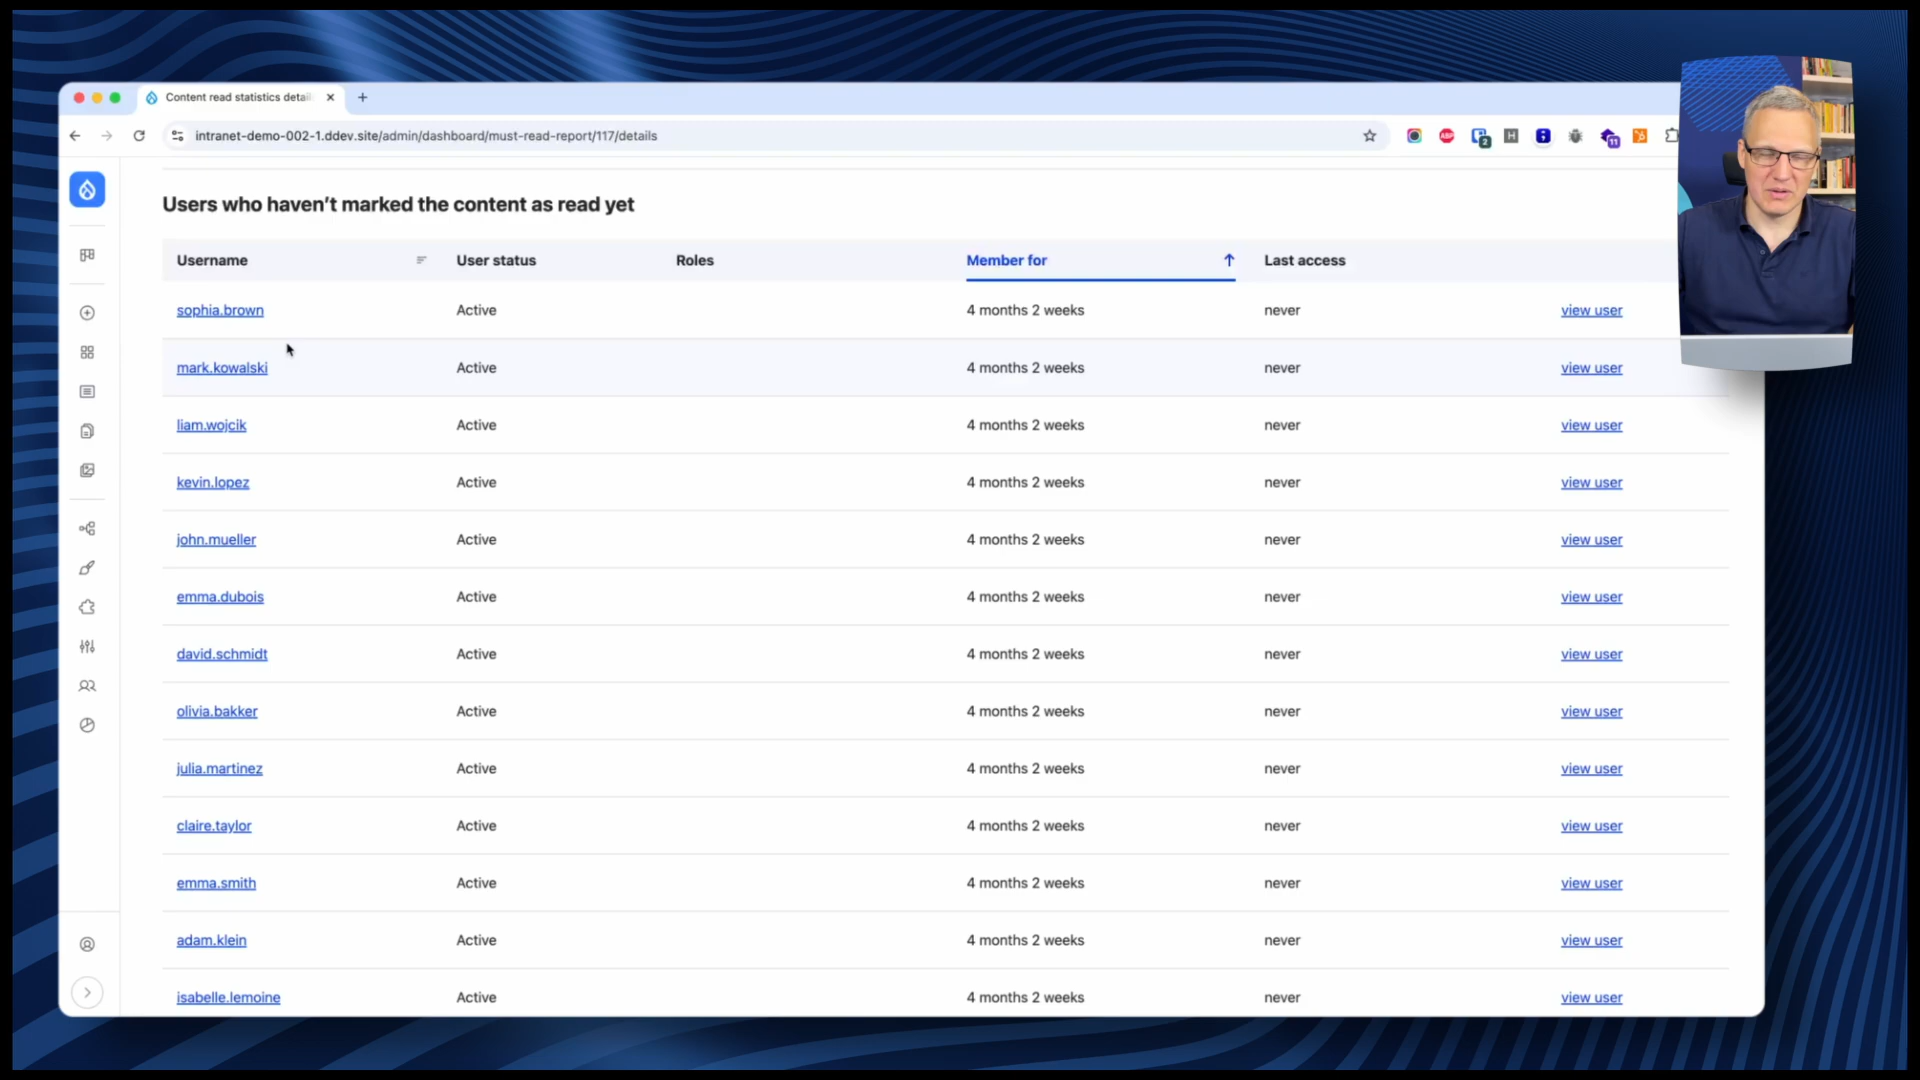 Content read statistics detai
intranet-demo-002-1.ddev.site/admin/dashboard/must-read-report/117/details
ABP
2
H
11
Users who haven’t marked the content as read yet
Username User status Roles Member for Last access
sophia.brown Active 4 months 2 weeks never view user
mark.kowalski Active 4 months 2 weeks never view user
liam.wojcik Active 4 months 2 weeks never view user
kevin.lopez Active 4 months 2 weeks never view user
john.mueller Active 4 months 2 weeks never view user
emma.dubois Active 4 months 2 weeks never view user
david.schmidt Active 4 months 2 weeks never view user
olivia.bakker Active 4 months 2 weeks never view user
julia.martinez Active 4 months 2 weeks never view user
claire.taylor Active 4 months 2 weeks never view user
emma.smith Active 4 months 2 weeks never view user
adam.klein Active 4 months 2 weeks never view user
isabelle.lemoine Active 4 months 2 weeks never view user